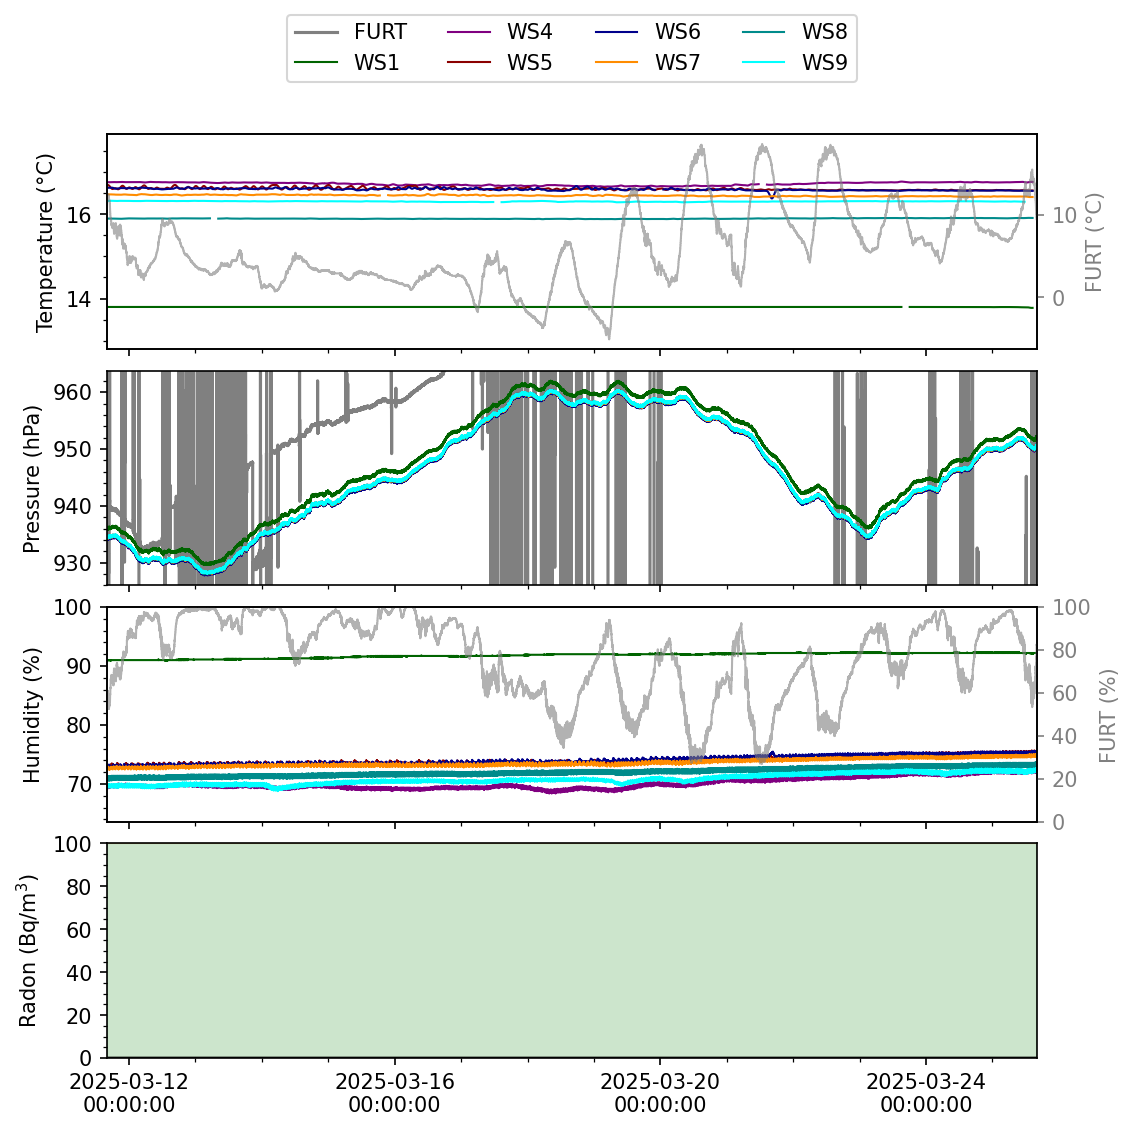 FURT WS4 WS6 WS8
WS1 WS5 WS7 WS9
Temperature (°C)
16
14
10
0
FURT (°C)
Pressure (hPa)
960
950
940
930
Humidity (%)
100
90
80
70
100
80
60
40
20
0
FURT (%)
Radon (Bq/m³)
100
80
60
40
20
0
2025-03-12 2025-03-16 2025-03-20 2025-03-24
00:00:00 00:00:00 00:00:00 00:00:00